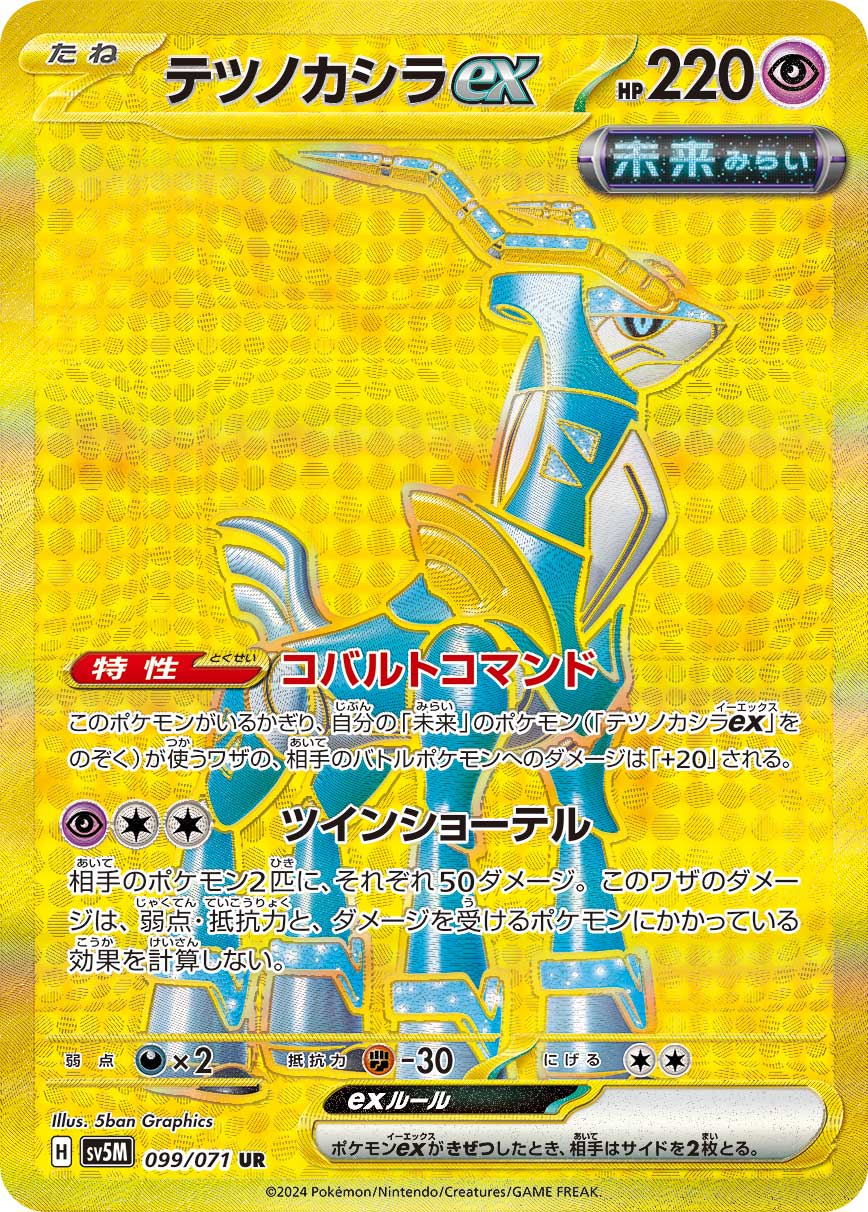 たね
テツノカシラex
HP 220
未来 みらい
特性 とくせい
コバルトコマンド
このポケモンがいるかぎり、自分の「未来」のポケモン(「テツノカシラex」を
のぞく)が使うワザの、相手のバトルポケモンへのダメージは「+20」される。
ツインショーテル
相手のポケモン2匹に、それぞれ50ダメージ。このワザのダメー
ジは、弱点・抵抗力と、ダメージを受けるポケモンにかかっている
効果を計算しない。
弱点 ×2 抵抗力 -30 にげる
exルール
ポケモンexがきぜつしたとき、相手はサイドを2枚とる。
Illus. 5ban Graphics
H sv5M 099/071 UR
©2024 Pokémon/Nintendo/Creatures/GAME FREAK.